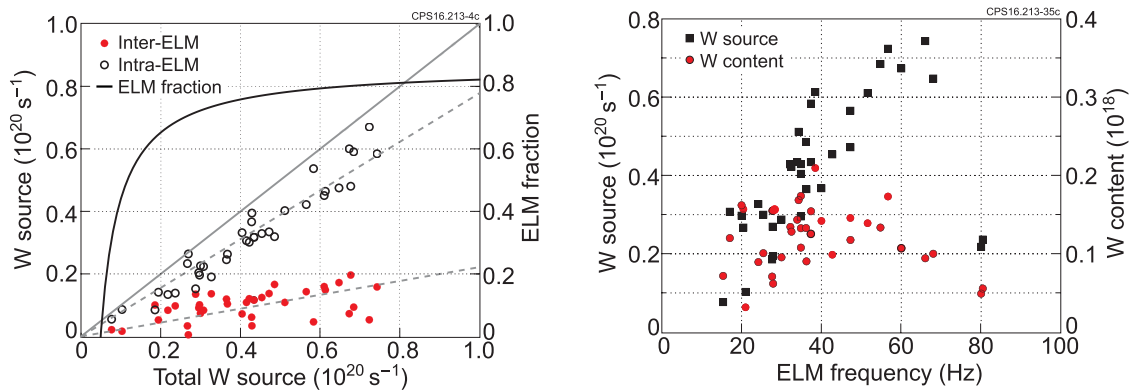 CPS16.213-4c
1.0
1.0
Inter-ELM
Intra-ELM
ELM fraction
0.8
0.8
0.6
0.6
0.4
0.4
0.2
0.2
0
0.0
W source (10²⁰ s⁻¹)
ELM fraction
0
0.2
0.4
0.6
0.8
1.0
Total W source (10²⁰ s⁻¹)
CPS16.213-35c
0.8
0.4
W source
W content
0.6
0.3
0.4
0.2
0.2
0.1
0.0
0
W source (10²⁰ s⁻¹)
W content (10¹⁸)
0
20
40
60
80
100
ELM frequency (Hz)